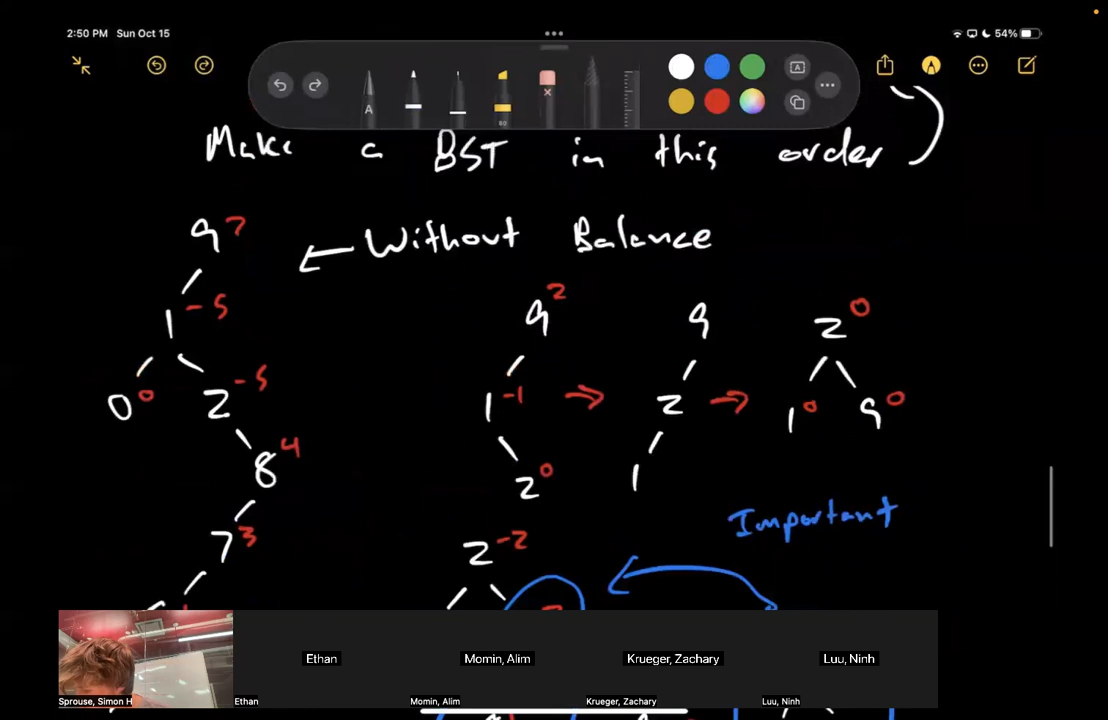 2:50 PM Sun Oct 15
54%
A
80
A
Make a BST in this order
9 7
← Without Balance
1 -5
0 0
2 -5
8 4
7 3
9 2
1 -1
2 0
9
2
1
2 0
1 0
9 0
Important
2 -2
Sprouse, Simon H
Ethan
Ethan
Momin, Alim
Momin, Alim
Krueger, Zachary
Krueger, Zachary
Luu, Ninh
Luu, Ninh